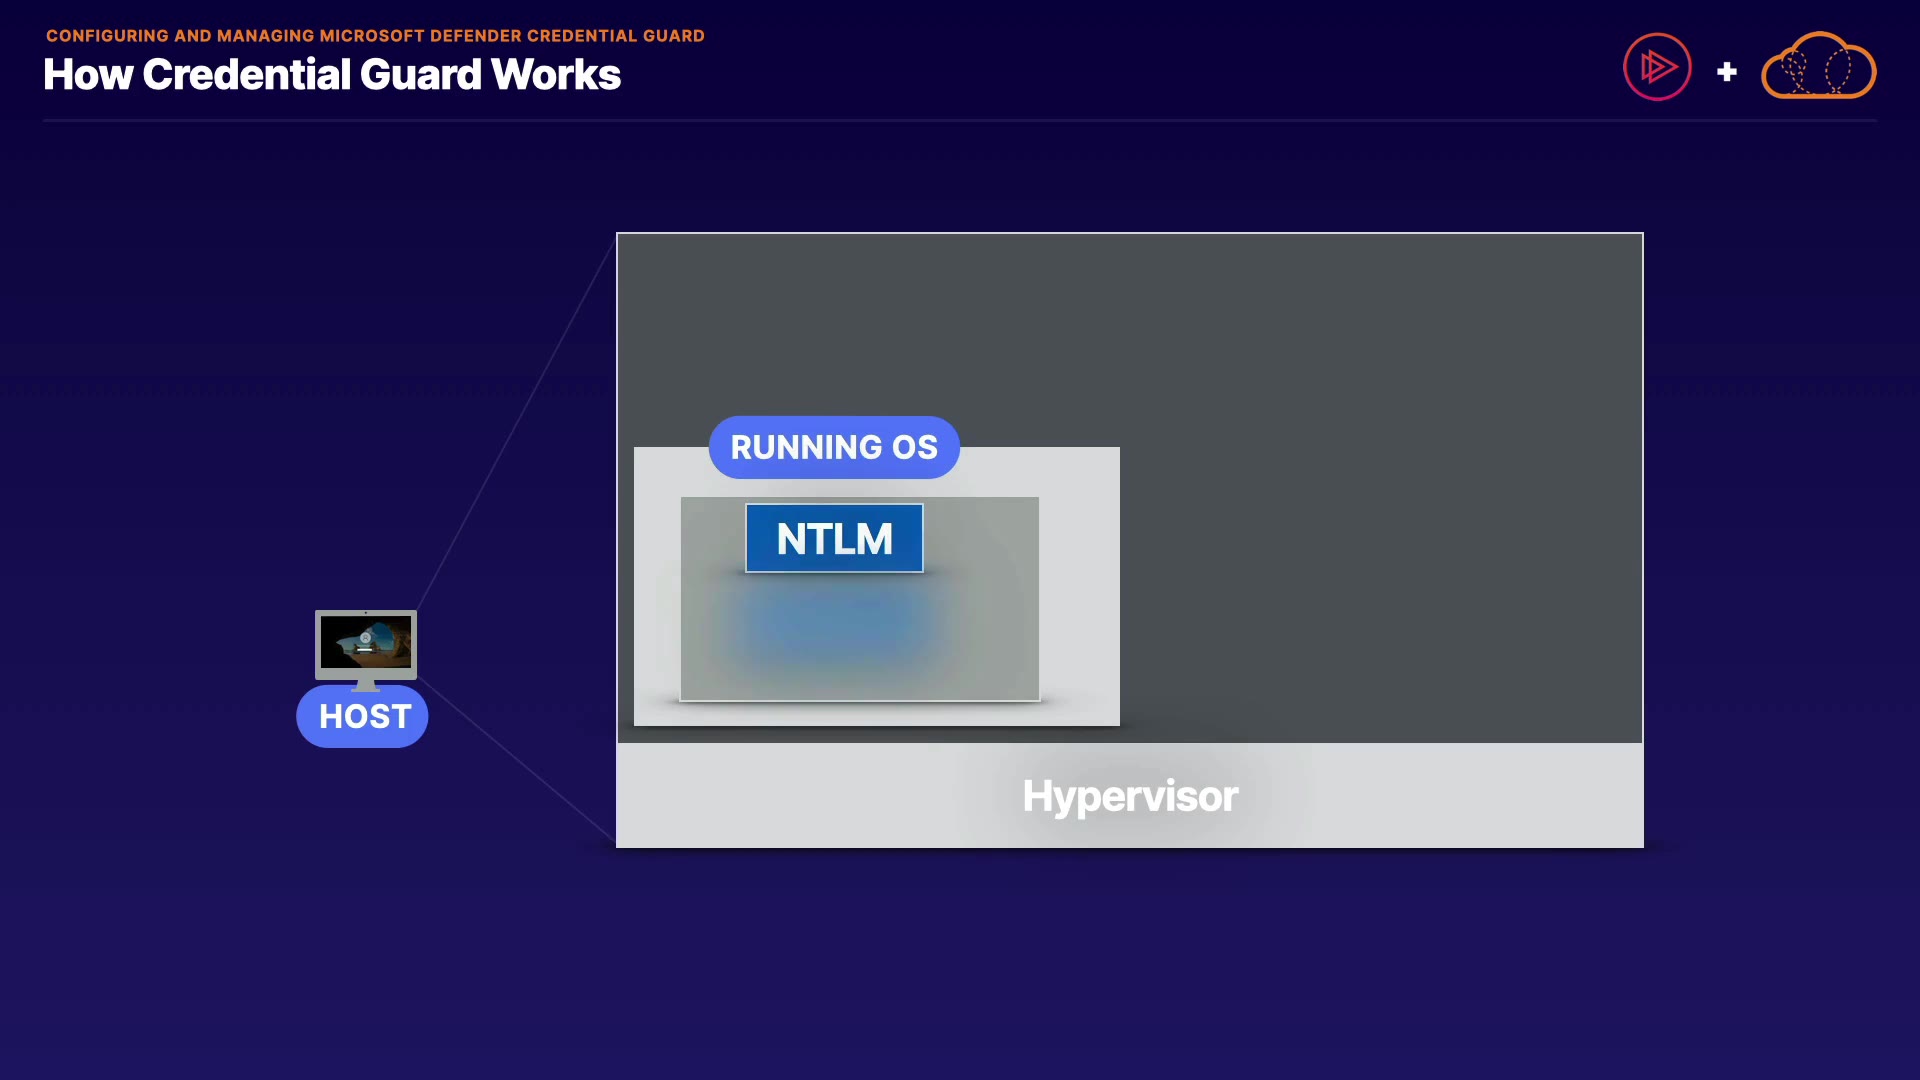 CONFIGURING AND MANAGING MICROSOFT DEFENDER CREDENTIAL GUARD
How Credential Guard Works
RUNNING OS
NTLM
HOST
Hypervisor